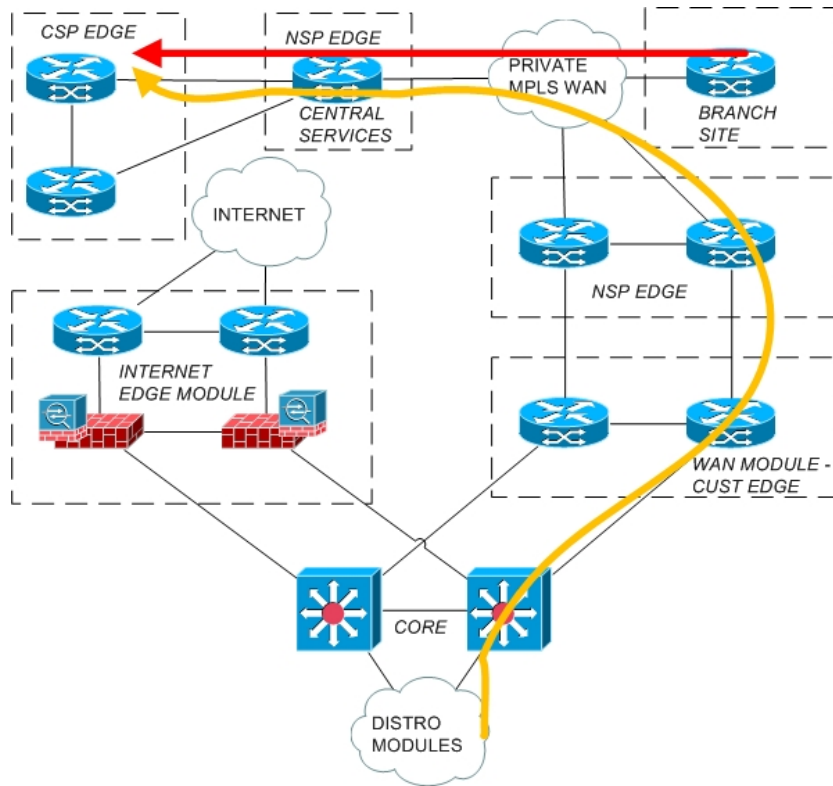 CSP EDGE
NSP EDGE
PRIVATE
MPLS WAN
CENTRAL
SERVICES
BRANCH
SITE
INTERNET
NSP EDGE
INTERNET
EDGE MODULE
WAN MODULE -
CUST EDGE
CORE
DISTRO
MODULES